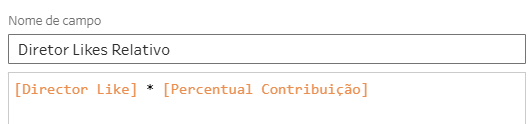 Nome de campo
Diretor Likes Relativo
[Director Like] * [Percentual Contribuição]